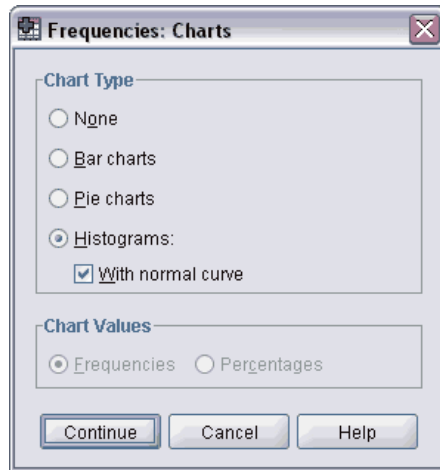 Frequencies: Charts
Chart Type
None
Bar charts
Pie charts
Histograms:
With normal curve
Chart Values
Frequencies Percentages
Continue Cancel Help